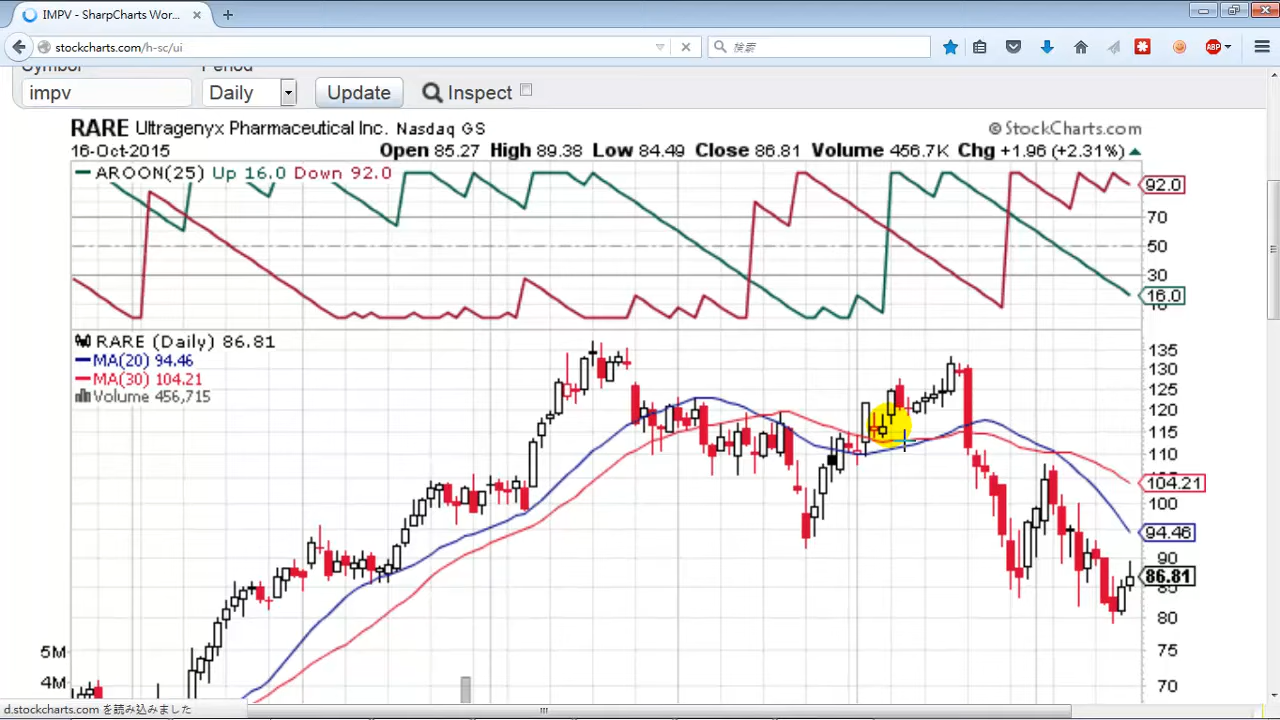 IMPV - SharpCharts Wor...
stockcharts.com/h-sc/ui
検索
ABP
Symbol
Period
impv
Daily
Update
Inspect
RARE Ultragenyx Pharmaceutical Inc. Nasdaq GS
© StockCharts.com
16-Oct-2015
Open 85.27 High 89.38 Low 84.49 Close 86.81 Volume 456.7K Chg +1.96 (+2.31%)
AROON(25) Up 16.0 Down 92.0
92.0
70
50
30
16.0
RARE (Daily) 86.81
MA(20) 94.46
MA(30) 104.21
Volume 456,715
135
130
125
120
115
110
104.21
100
94.46
90
86.81
85
80
75
70
5M
4M
d.stockcharts.com を読み込みました